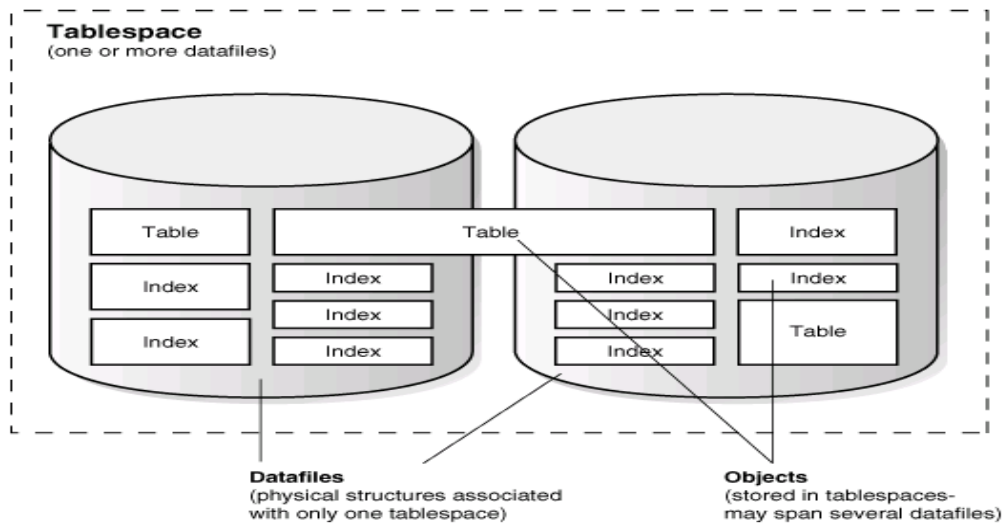 Tablespace
(one or more datafiles)
Table
Table
Index
Index
Index
Index
Index
Index
Index
Index
Table
Index
Index
Index
Datafiles
(physical structures associated
with only one tablespace)
Objects
(stored in tablespaces-
may span several datafiles)